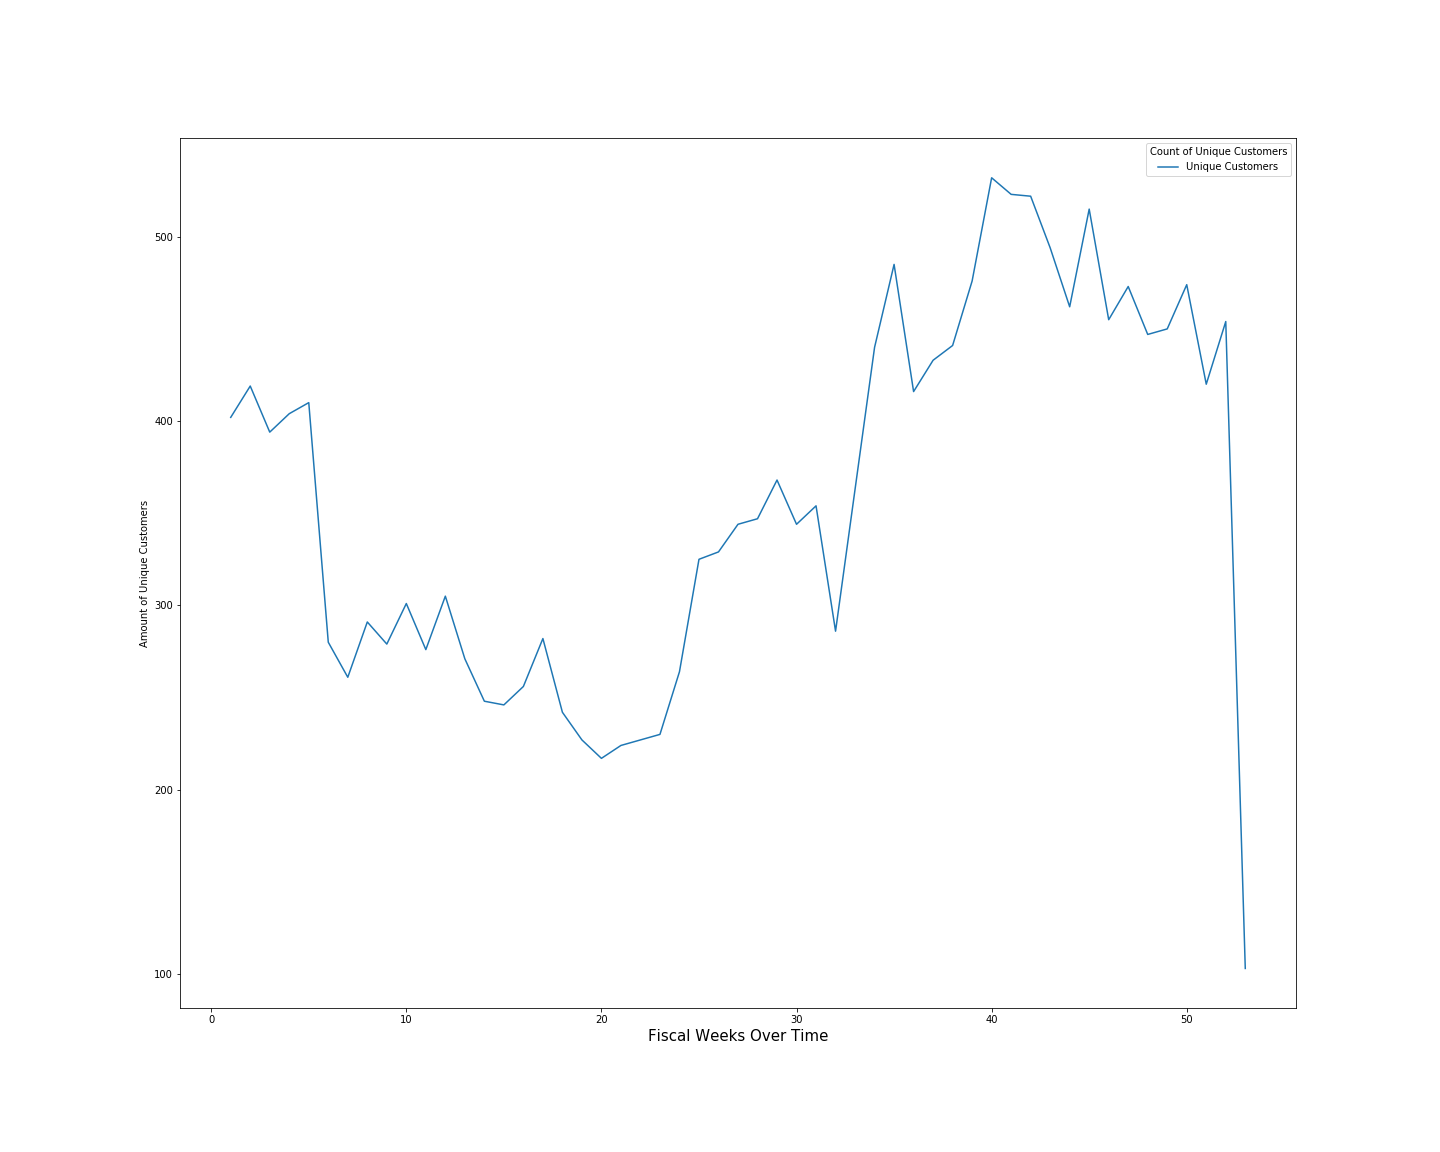 Count of Unique Customers
Unique Customers
500
400
300
200
100
Amount of Unique Customers
0 10 20 30 40 50
Fiscal Weeks Over Time